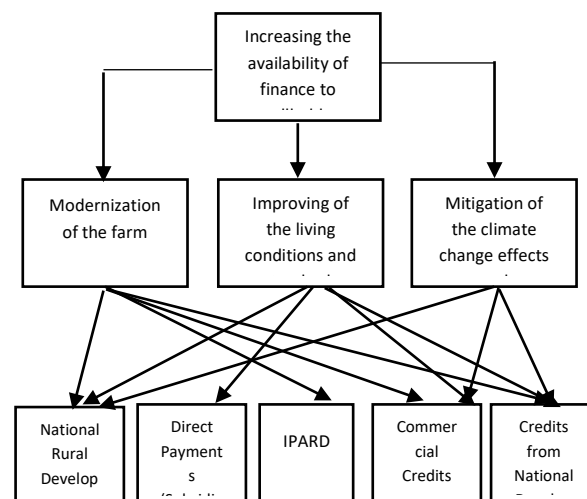 Increasing the
availability of
finance to
Modernization
of the farm
Improving of
the living
conditions and
Mitigation of
the climate
change effects
National
Rural
Develop
Direct
Payment
s
IPARD
Commer
cial
Credits
Credits
from
National